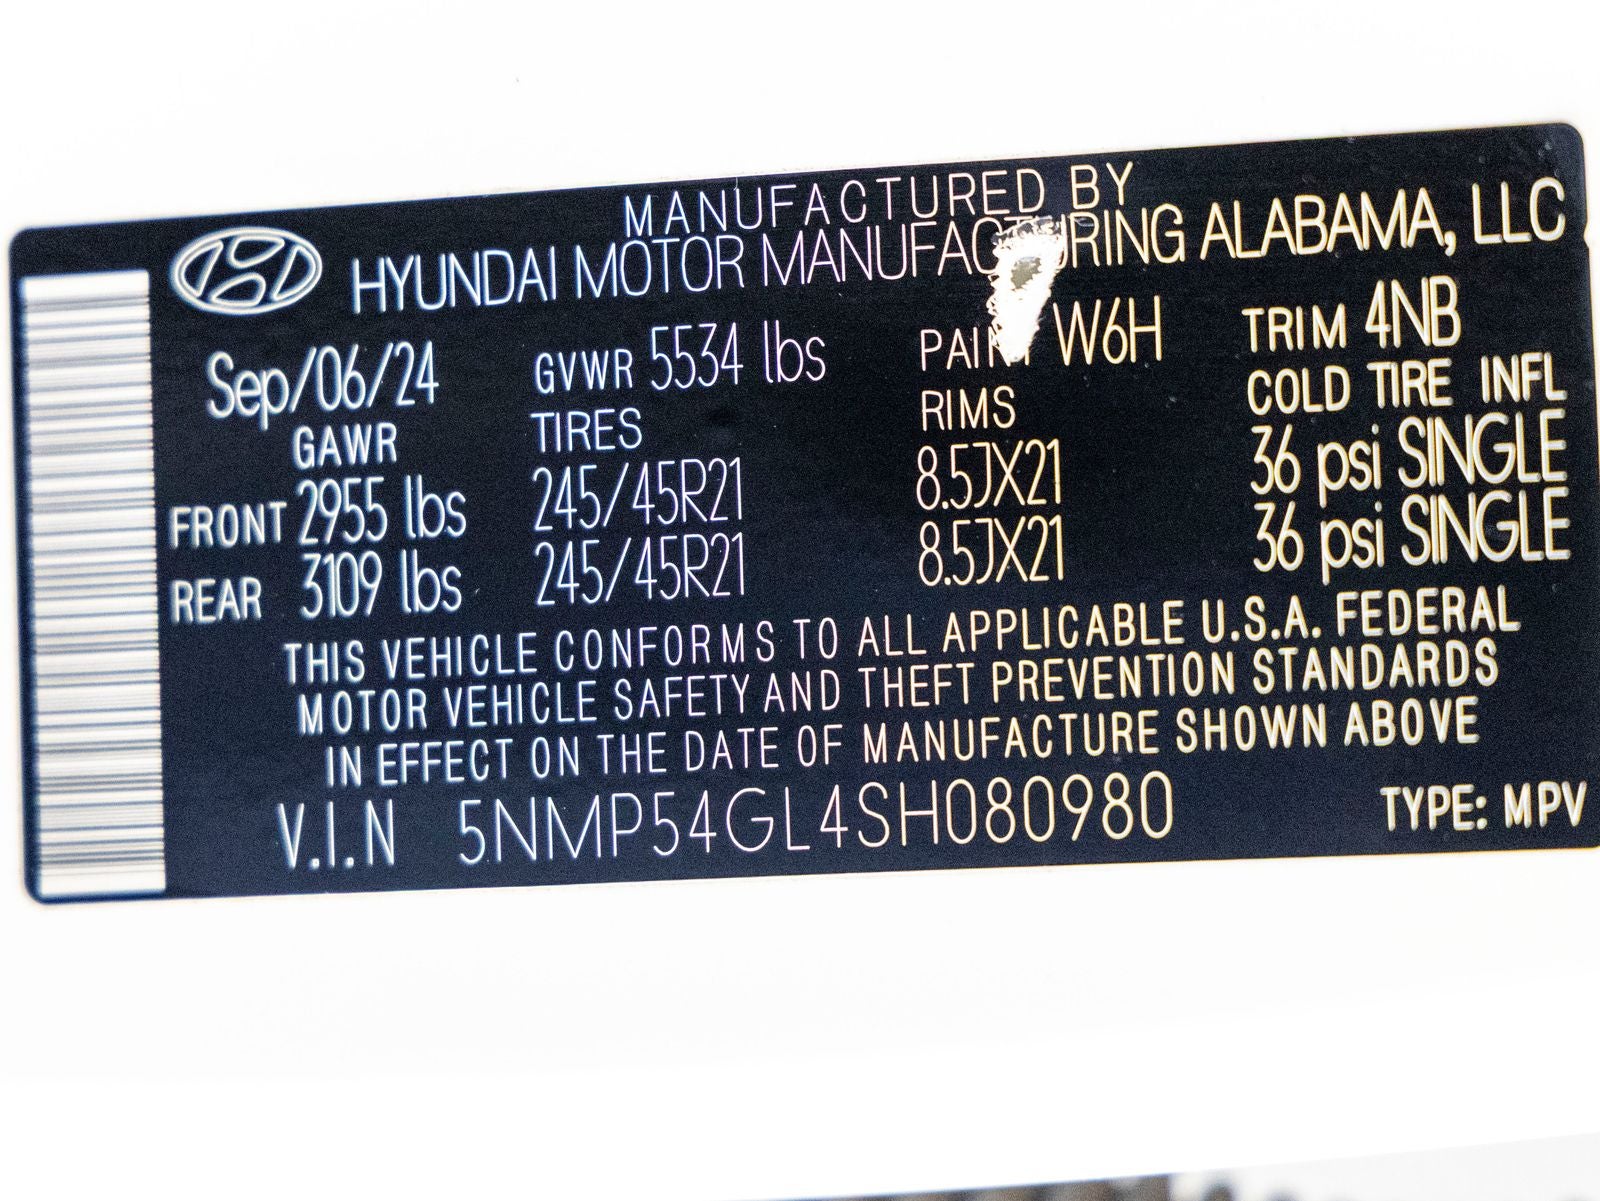 MANUFACTURED BY
HYUNDAI MOTOR MANUFACTURING ALABAMA, LLC
Sep/06/24 GVWR 5534 lbs PAINT W6H TRIM 4NB
GAWR TIRES RIMS COLD TIRE INFL
FRONT 2955 lbs 245/45R21 8.5JX21 36 psi SINGLE
REAR 3109 lbs 245/45R21 8.5JX21 36 psi SINGLE
THIS VEHICLE CONFORMS TO ALL APPLICABLE U.S.A. FEDERAL
MOTOR VEHICLE SAFETY AND THEFT PREVENTION STANDARDS
IN EFFECT ON THE DATE OF MANUFACTURE SHOWN ABOVE
V.I.N 5NMP54GL4SH080980 TYPE: MPV